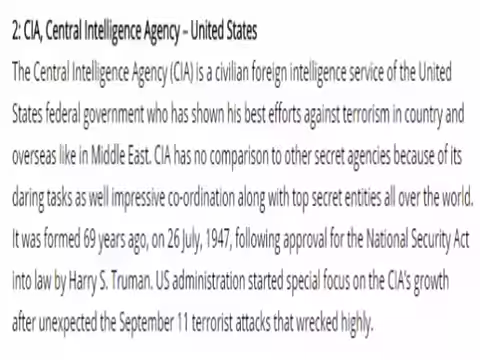 2: CIA, Central Intelligence Agency – United States
The Central Intelligence Agency (CIA) is a civilian foreign intelligence service of the United
States federal government who has shown his best efforts against terrorism in country and
overseas like in Middle East. CIA has no comparison to other secret agencies because of its
daring tasks as well impressive co-ordination along with top secret entities all over the world.
It was formed 69 years ago, on 26 July, 1947, following approval for the National Security Act
into law by Harry S. Truman. US administration started special focus on the CIA's growth
after unexpected the September 11 terrorist attacks that wrecked highly.